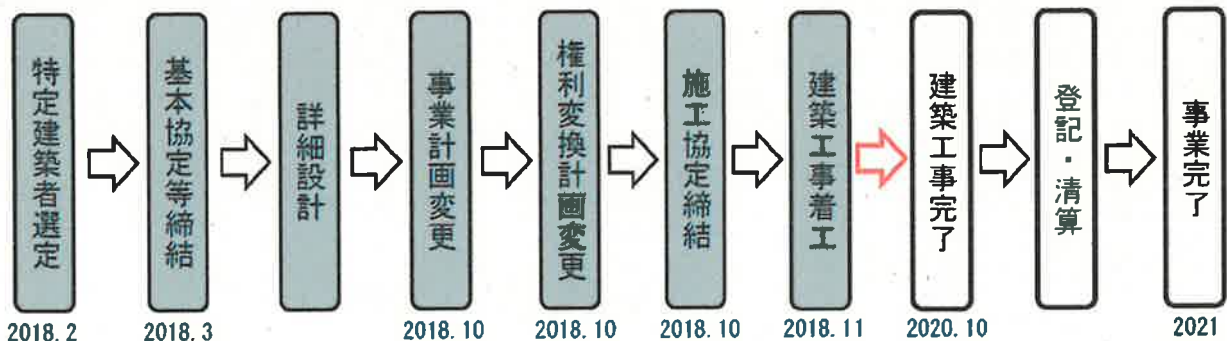 特定建築者選定
基本協定等締結
詳細設計
事業計画変更
権利変換計画変更
施工協定締結
建築工事着工
建築工事完了
登記・清算
事業完了
2018.2
2018.3
2018.10
2018.10
2018.10
2018.11
2020.10
2021